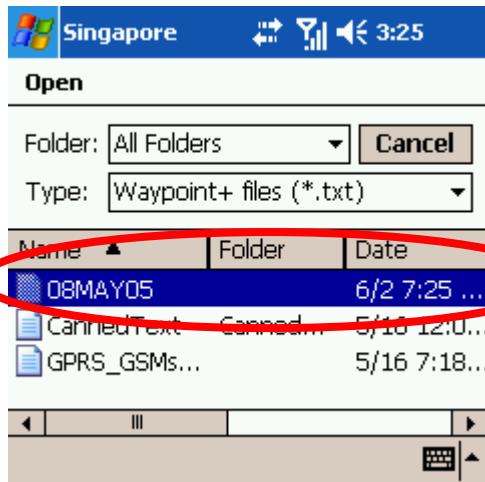 Singapore 3:25
Open
Folder: All Folders Cancel
Type: Waypoint+ files (*.txt)
Name Folder Date
08MAY05 6/2 7:25 ...
CannedText Canned... 5/16 12:0...
GPRS_GSMs... 5/16 7:18...